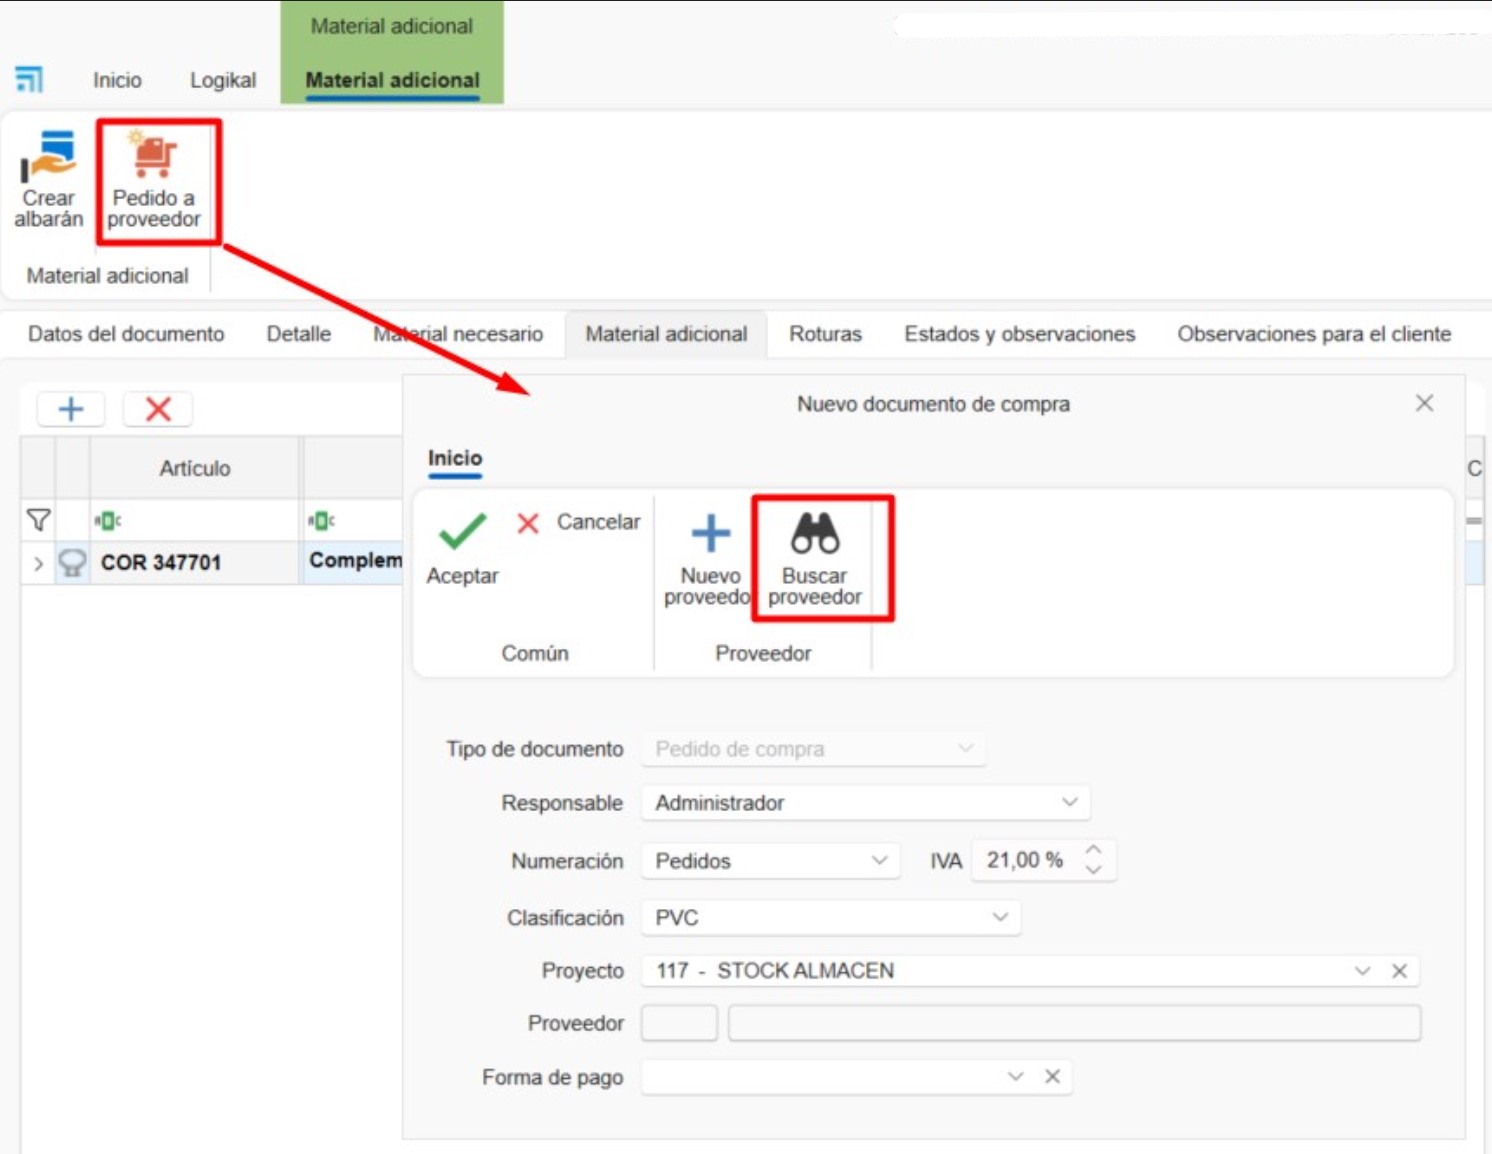 Material adicional
Inicio
Logikal
Material adicional
Crear
albarán
Pedido a
proveedor
Material adicional
Datos del documento
Detalle
Material necesario
Material adicional
Roturas
Estados y observaciones
Observaciones para el cliente
Nuevo documento de compra
Artículo
C
Inicio
COR 347701
Complem
Aceptar
Cancelar
Nuevo
proveedo
Buscar
proveedor
Común
Proveedor
Tipo de documento
Pedido de compra
Responsable
Administrador
Numeración
Pedidos
IVA
21,00 %
Clasificación
PVC
Proyecto
117 - STOCK ALMACEN
Proveedor
Forma de pago